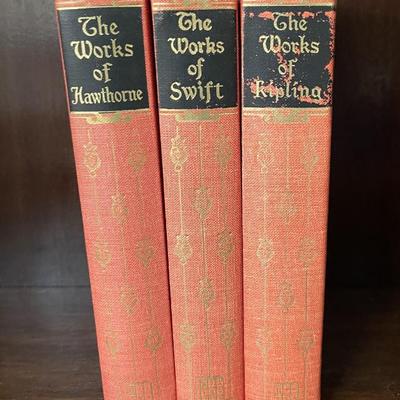 The
Works
of
Hawthorne
The
Works
of
Swift
The
Works
of
Kipling